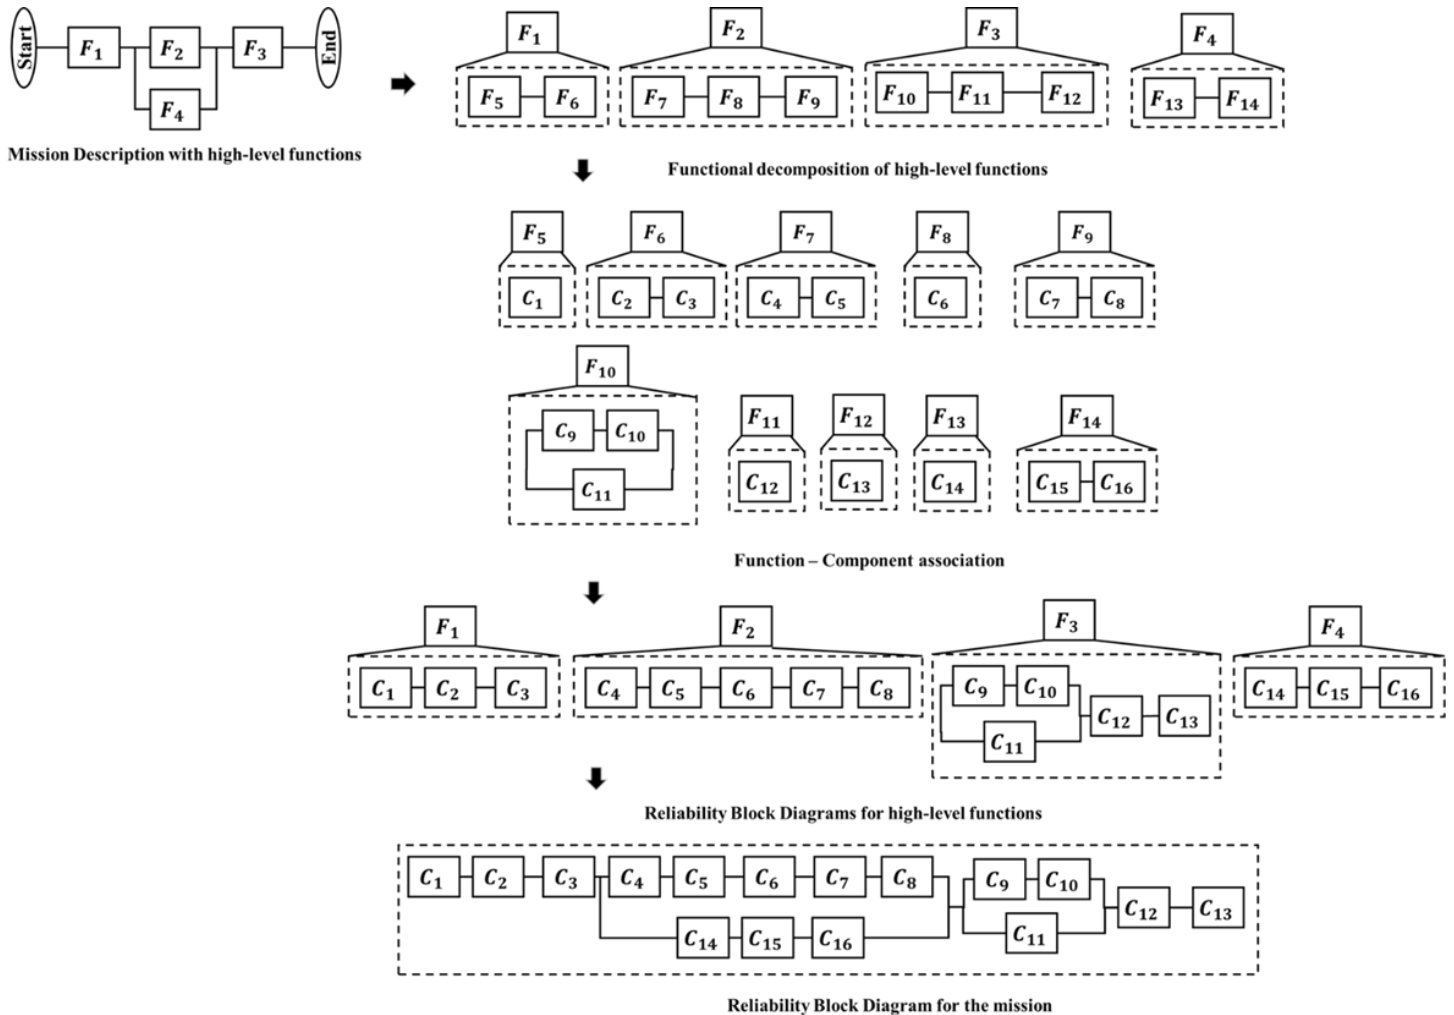 Start F₁ F₂ F₃ End
F₄
Mission Description with high-level functions
F₁ F₂ F₃ F₄
F₅ F₆ F₇ F₈ F₉ F₁₀ F₁₁ F₁₂ F₁₃ F₁₄
Functional decomposition of high-level functions
F₅ F₆ F₇ F₈ F₉
C₁ C₂ C₃ C₄ C₅ C₆ C₇ C₈
F₁₀
F₁₁ F₁₂ F₁₃ F₁₄
C₉ C₁₀
C₁₁
C₁₂ C₁₃ C₁₄ C₁₅ C₁₆
Function – Component association
F₁ F₂ F₃ F₄
C₁ C₂ C₃ C₄ C₅ C₆ C₇ C₈ C₉ C₁₀ C₁₄ C₁₅ C₁₆
C₁₂ C₁₃
C₁₁
Reliability Block Diagrams for high-level functions
C₁ C₂ C₃ C₄ C₅ C₆ C₇ C₈ C₉ C₁₀
C₁₂ C₁₃
C₁₄ C₁₅ C₁₆ C₁₁
Reliability Block Diagram for the mission